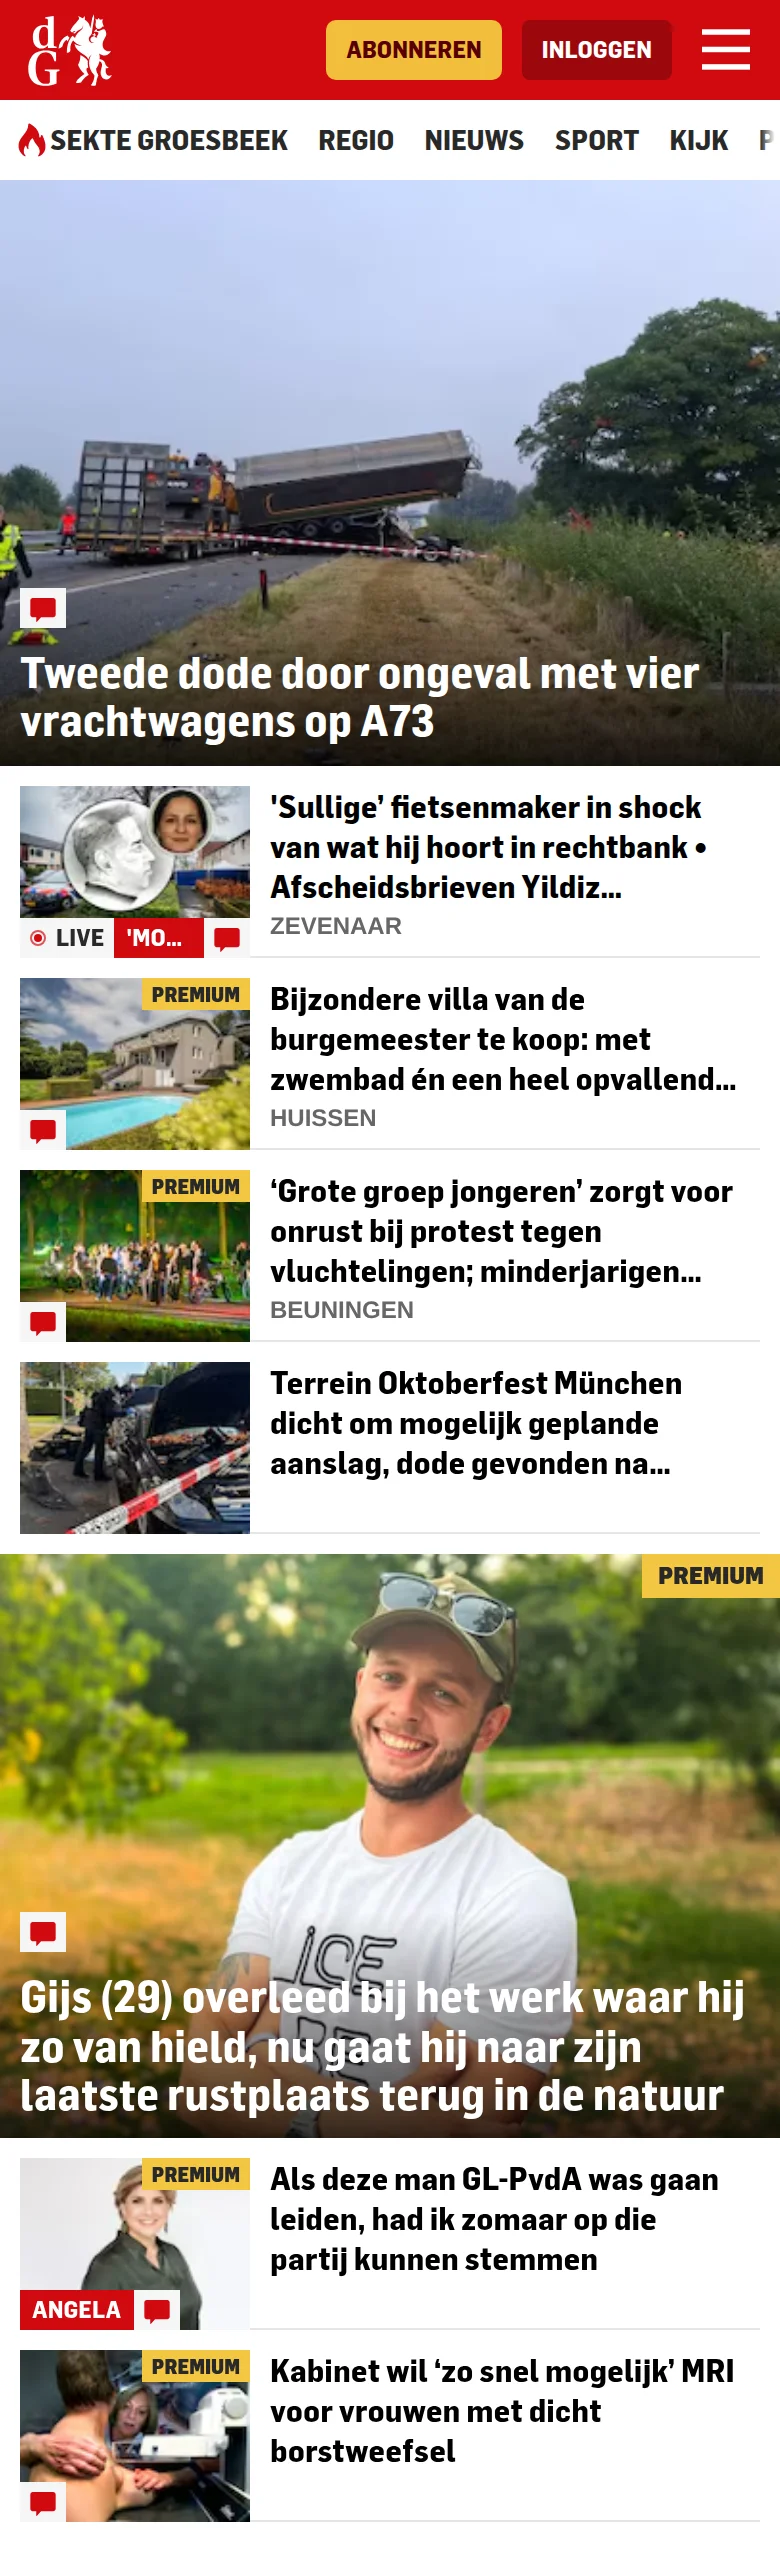 dG
ABONNEREN
INLOGGEN
SEKTE GROESBEEK REGIO NIEUWS SPORT KIJK P
Tweede dode door ongeval met vier
vrachtwagens op A73
'Sullige’ fietsenmaker in shock
van wat hij hoort in rechtbank •
Afscheidsbrieven Yildiz...
ZEVENAAR
LIVE 'MO...
PREMIUM
Bijzondere villa van de
burgemeester te koop: met
zwembad én een heel opvallend...
HUISSEN
PREMIUM
‘Grote groep jongeren’ zorgt voor
onrust bij protest tegen
vluchtelingen; minderjarigen...
BEUNINGEN
Terrein Oktoberfest München
dicht om mogelijk geplande
aanslag, dode gevonden na...
PREMIUM
ICE
Gijs (29) overleed bij het werk waar hij
zo van hield, nu gaat hij naar zijn
laatste rustplaats terug in de natuur
PREMIUM
Als deze man GL-PvdA was gaan
leiden, had ik zomaar op die
partij kunnen stemmen
ANGELA
PREMIUM
Kabinet wil ‘zo snel mogelijk’ MRI
voor vrouwen met dicht
borstweefsel